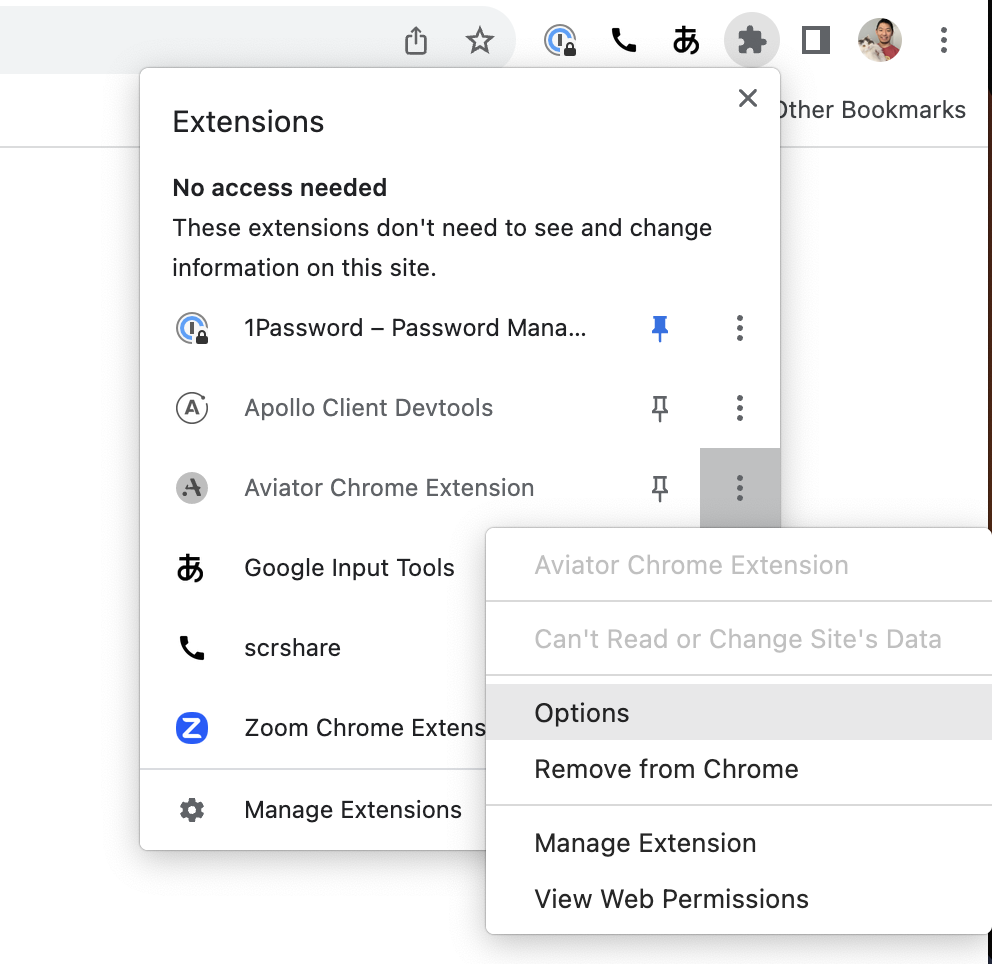 あ
Other Bookmarks
Extensions
No access needed
These extensions don't need to see and change
information on this site.
1Password – Password Mana...
Apollo Client Devtools
Aviator Chrome Extension
あ Google Input Tools
scrshare
Zoom Chrome Extens
Manage Extensions
Aviator Chrome Extension
Can't Read or Change Site's Data
Options
Remove from Chrome
Manage Extension
View Web Permissions